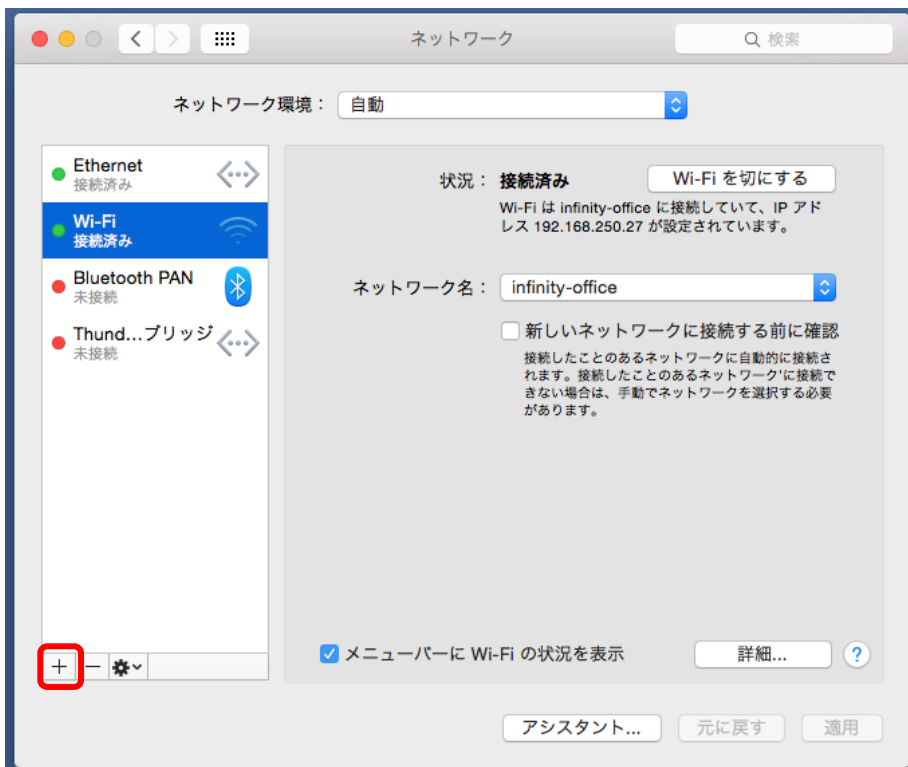 ネットワーク
検索
ネットワーク環境：
自動
Ethernet
接続済み
Wi-Fi
接続済み
Bluetooth PAN
未接続
Thund...ブリッジ
未接続
状況：
接続済み
Wi-Fi を切にする
Wi-Fi は infinity-office に接続していて、IP アド
レス 192.168.250.27 が設定されています。
ネットワーク名：
infinity-office
新しいネットワークに接続する前に確認
接続したことのあるネットワークに自動的に接続さ
れます。接続したことのあるネットワーク'に接続で
きない場合は、手動でネットワークを選択する必要
があります。
メニューバーに Wi-Fi の状況を表示
詳細...
?
アシスタント...
元に戻す
適用